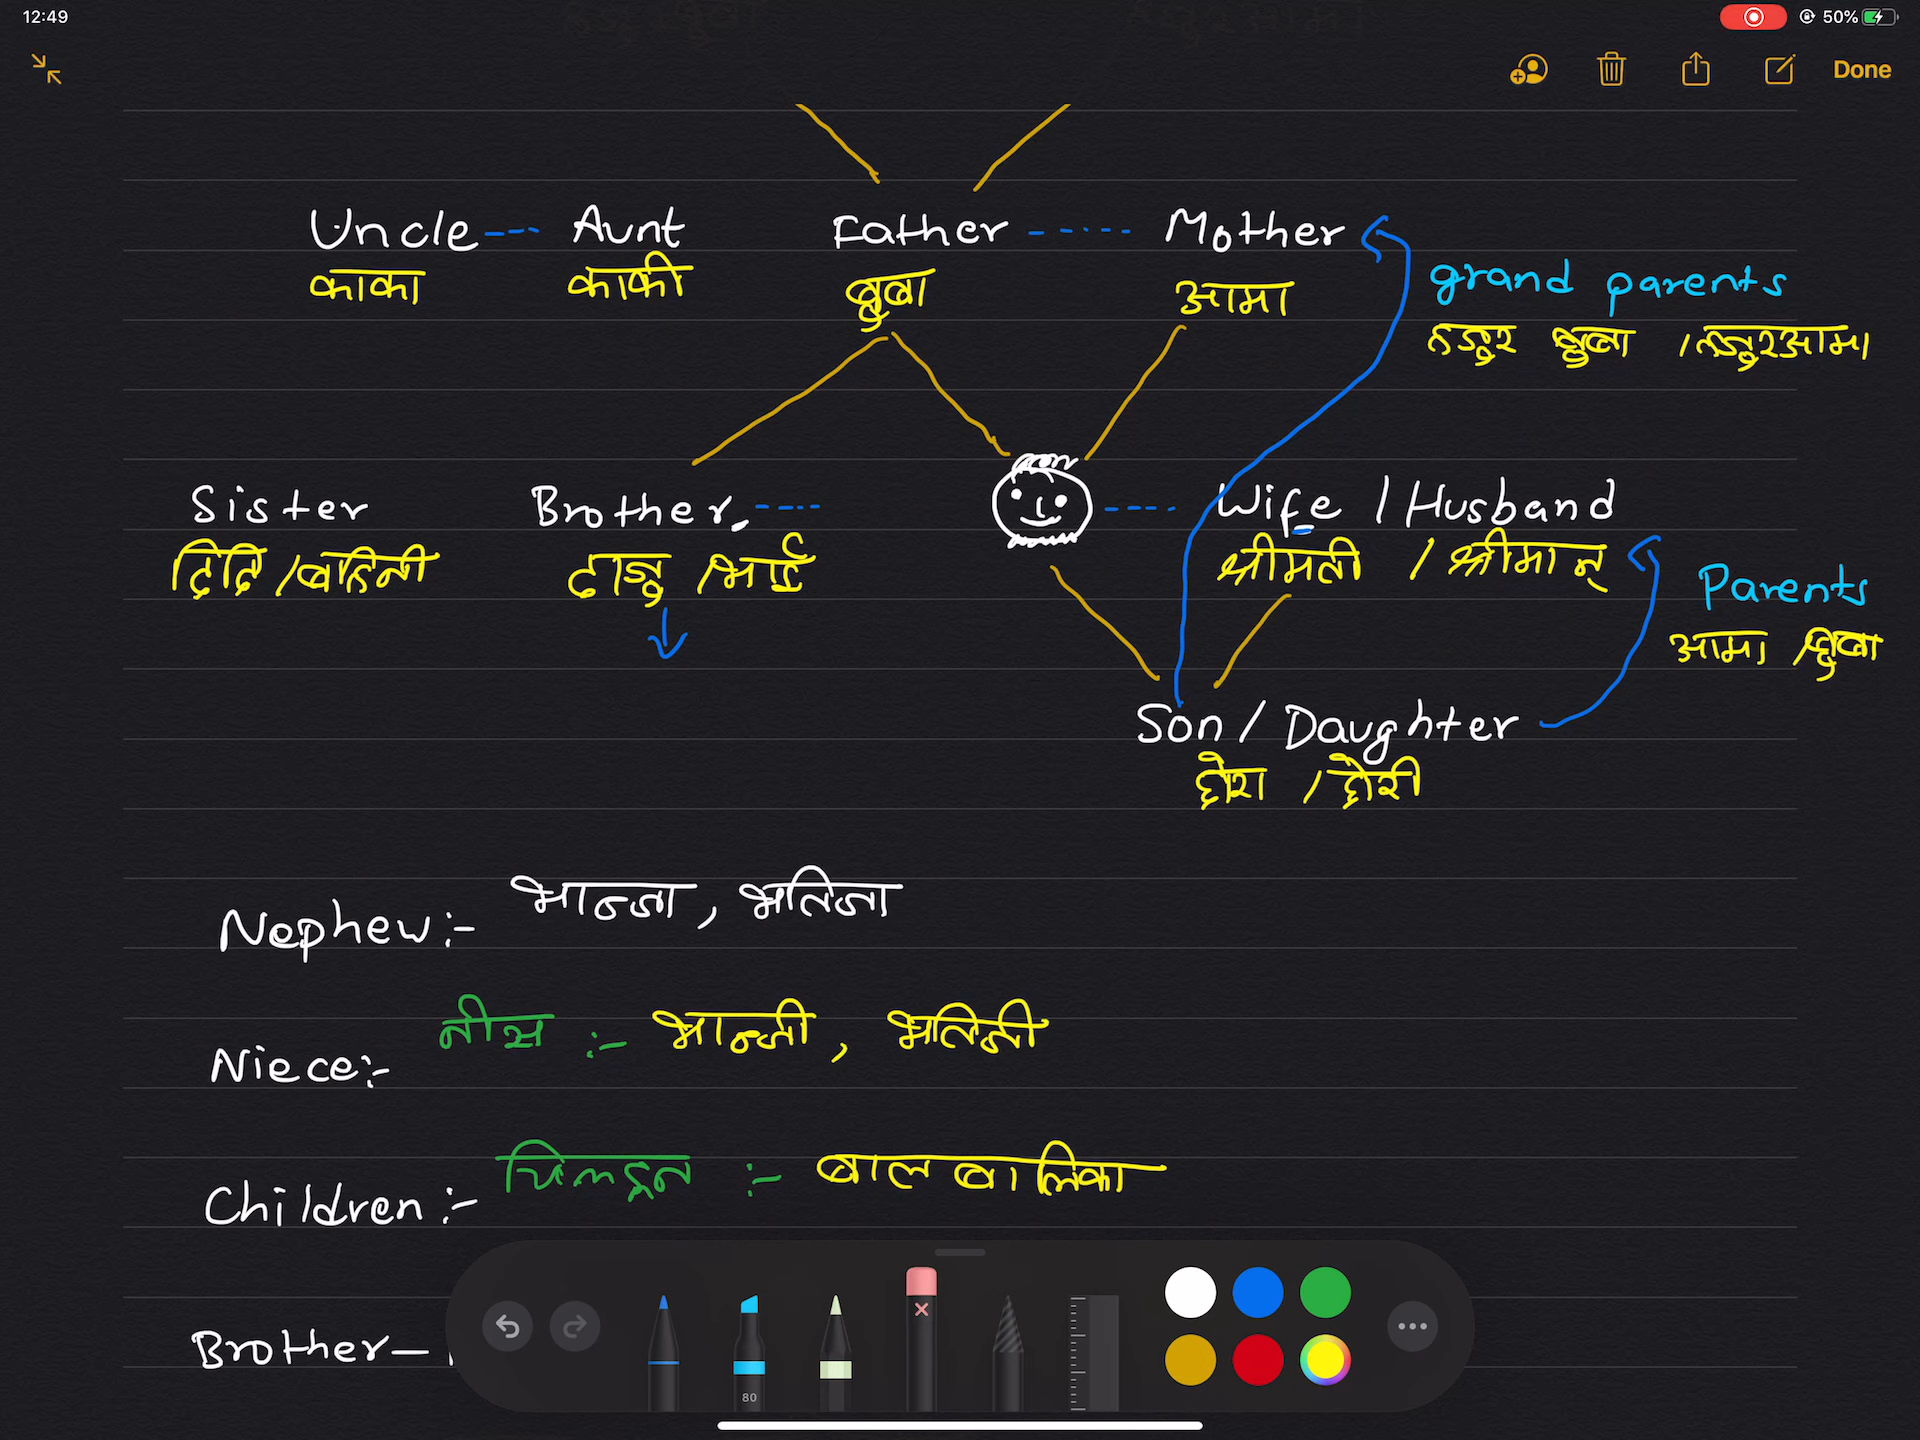 12:49
50%
Done
Uncle --- Aunt Father ----- Mother
काका काकी बुबा आमा
grand parents
हजुर बुबा / हजुरआमा
Sister Brother Wife / Husband
दिदि / बहिनी दाजु / भाई श्रीमती / श्रीमान्
Parents
आमा / बुबा
Son / Daughter
छोरा / छोरी
Nephew :- भान्जा , भतिजा
Niece :- नीस :- भान्जी , भतिजी
Children :- चिल्ड्रन :- बालबालिका
Brother –
80